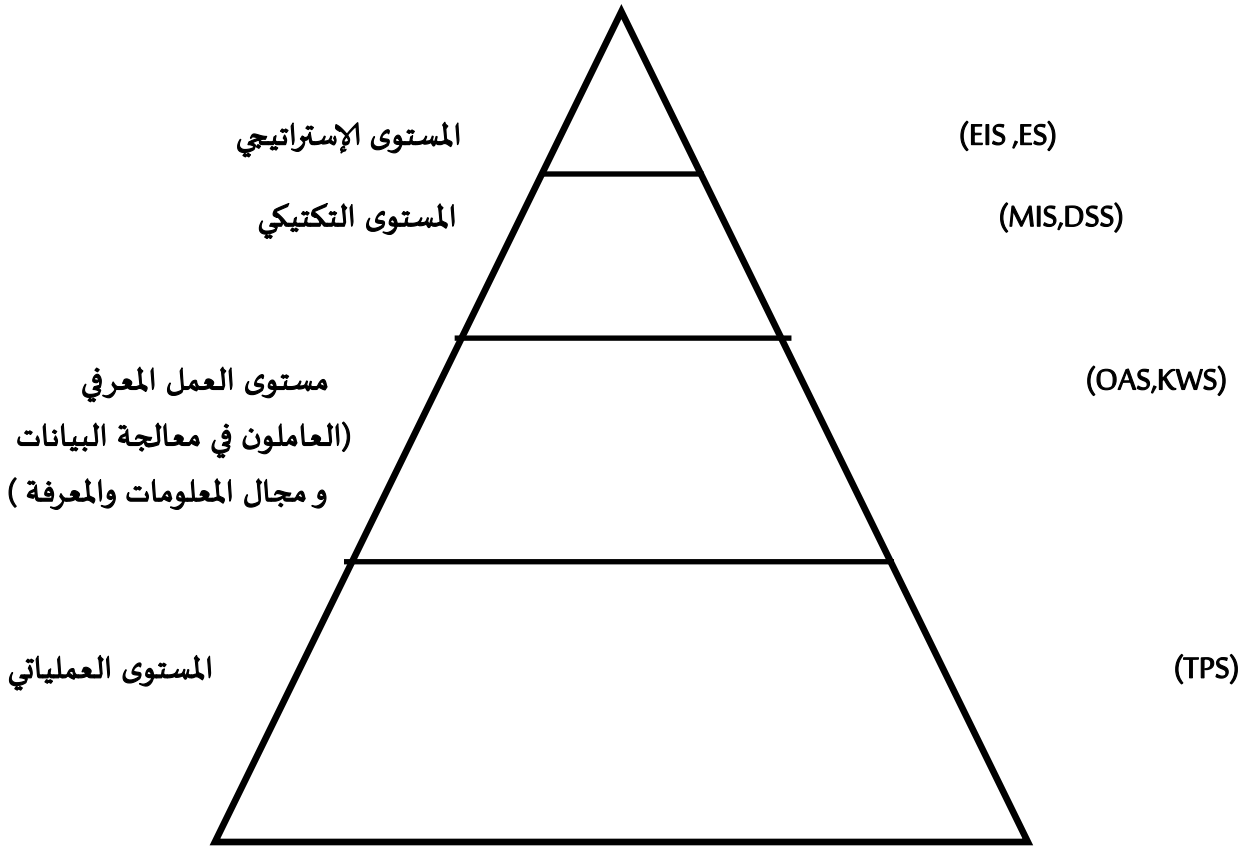 المستوى الإستراتيجي
(EIS ,ES)
المستوى التكتيكي
(MIS,DSS)
مستوى العمل المعرفي
(OAS,KWS)
(العاملون في معالجة البيانات
و مجال المعلومات والمعرفة )
المستوى العملياتي
(TPS)